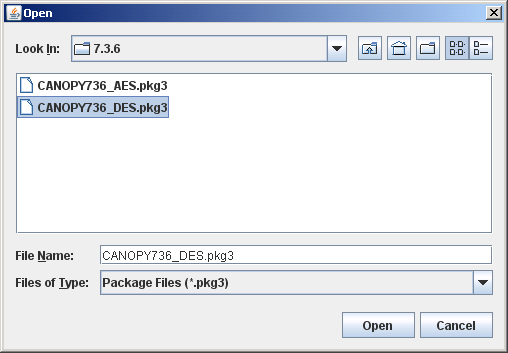 Open
Look In: 7.3.6
CANOPY736_AES.pkg3
CANOPY736_DES.pkg3
File Name: CANOPY736_DES.pkg3
Files of Type: Package Files (*.pkg3)
Open Cancel